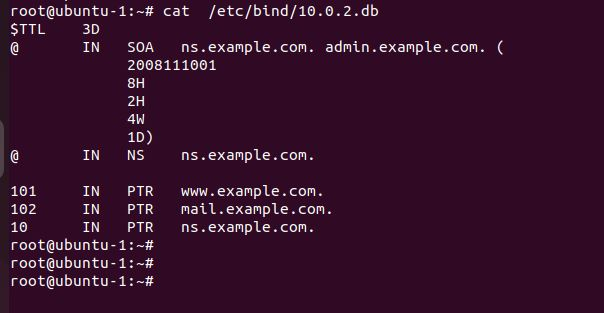 root@ubuntu-1:~# cat  /etc/bind/10.0.2.db
$TTL    3D
@       IN      SOA   ns.example.com. admin.example.com. (
              2008111001
              8H
              2H
              4W
              1D)
@       IN      NS    ns.example.com.

101     IN      PTR   www.example.com.
102     IN      PTR   mail.example.com.
10      IN      PTR   ns.example.com.
root@ubuntu-1:~#
root@ubuntu-1:~#
root@ubuntu-1:~#